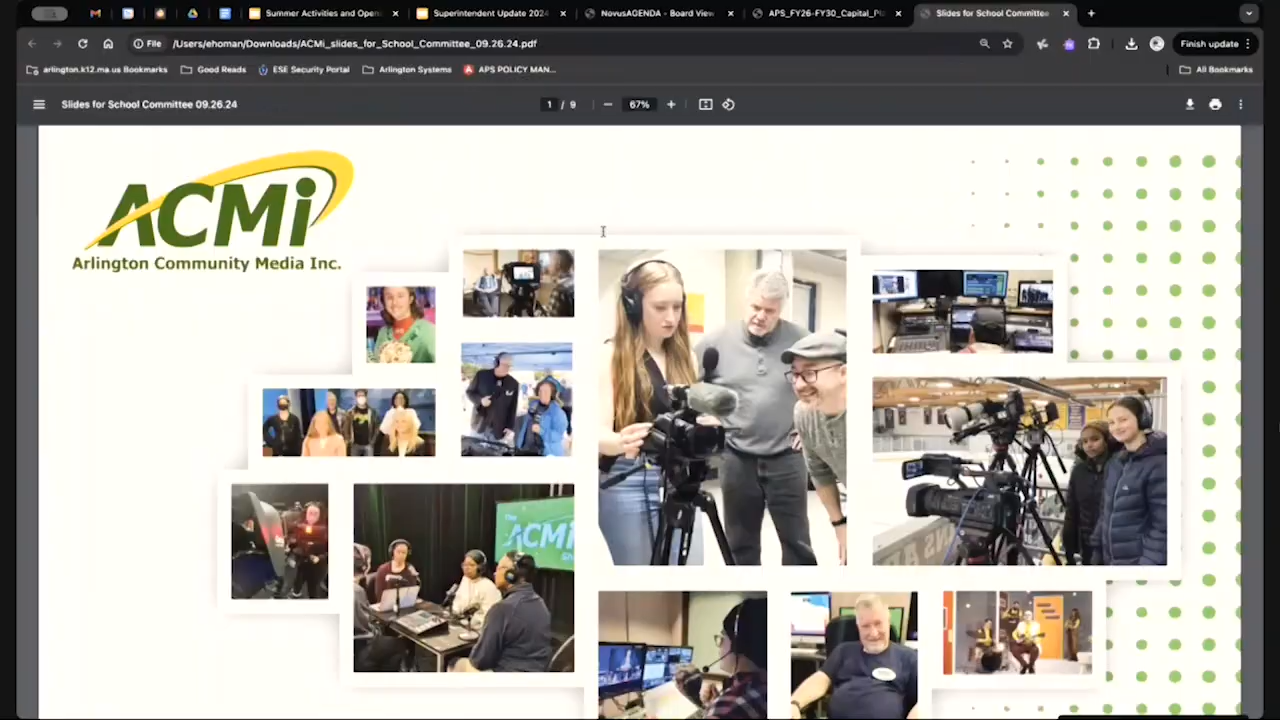 Summer Activities and Open
Superintendent Update 2024
NovusAGENDA - Board View
APS_FY26-FY30_Capital_Pla
Slides for School Committee
File
/Users/ehoman/Downloads/ACMi_slides_for_School_Committee_09.26.24.pdf
Finish update
arlington.k12.ma.us Bookmarks
Good Reads
ESE Security Portal
Arlington Systems
APS POLICY MAN...
All Bookmarks
Slides for School Committee 09.26.24
1 / 9
67%
ACMi
Arlington Community Media Inc.
The
ACMi